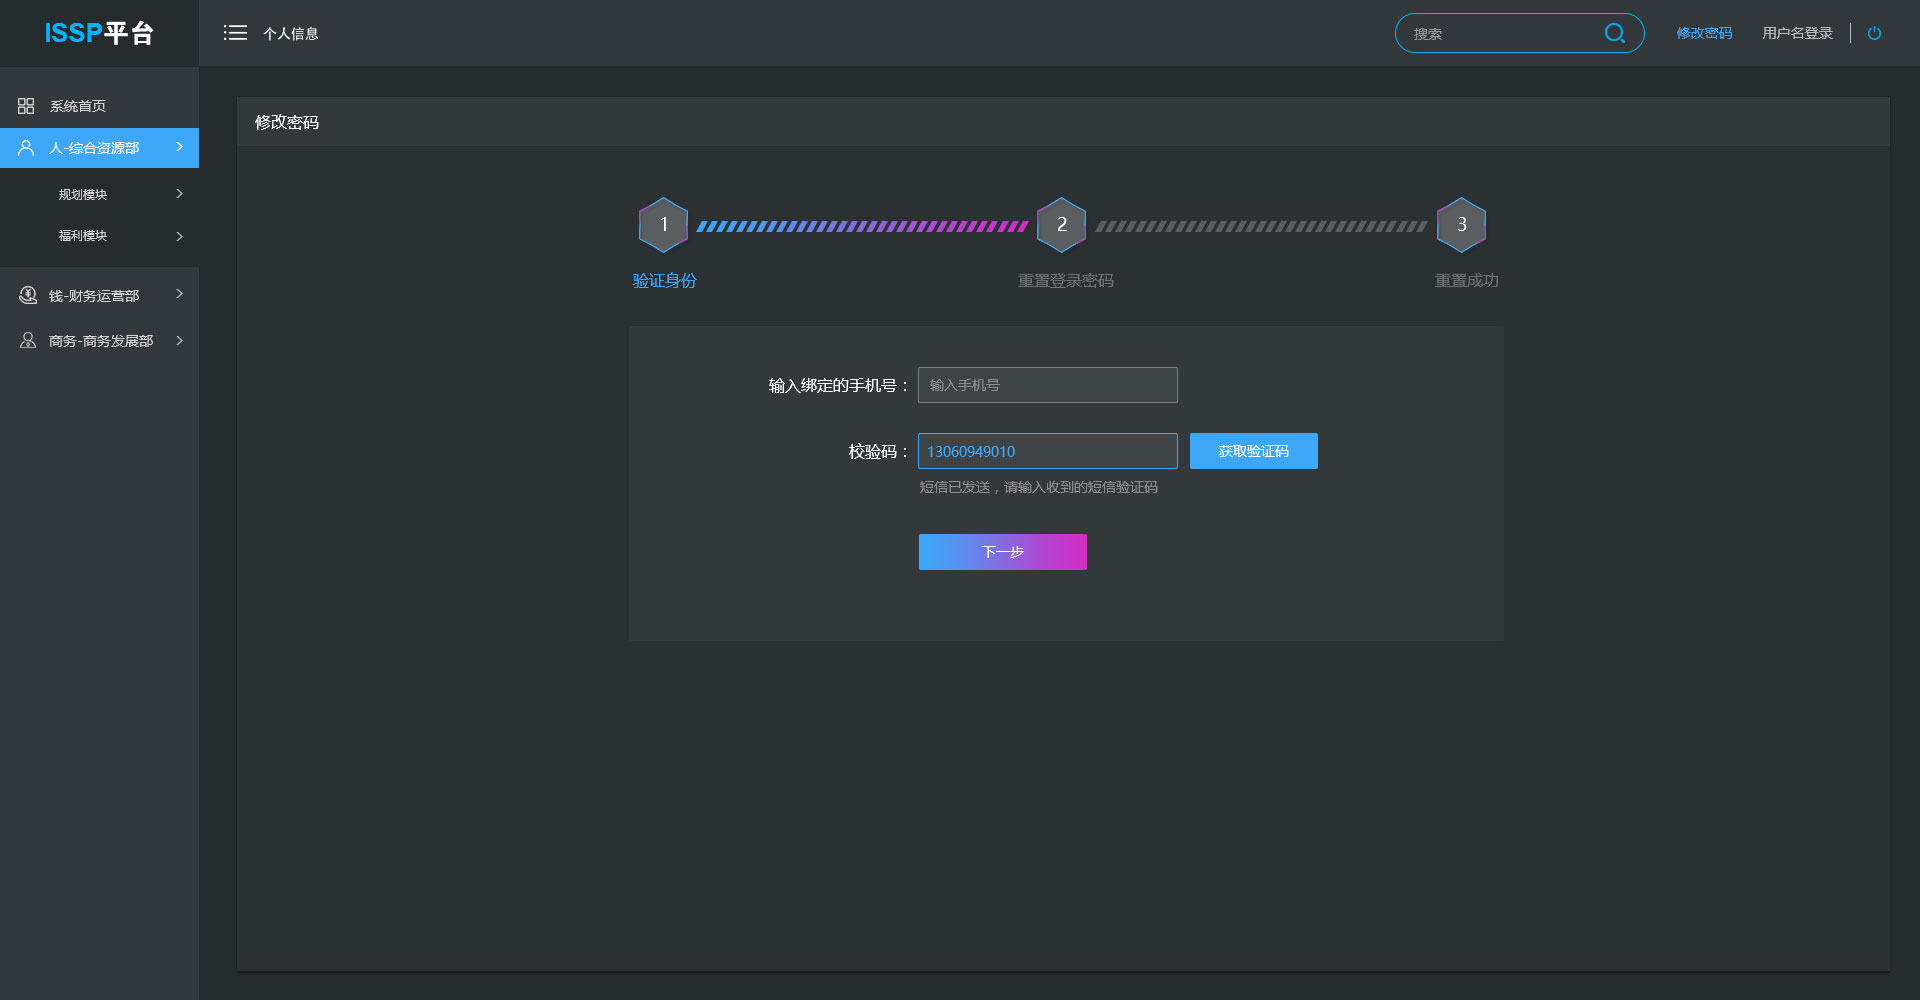 ISSP平台
个人信息
搜索
修改密码
用户名登录
系统首页
人-综合资源部
规划模块
福利模块
钱-财务运营部
商务-商务发展部
修改密码
1
2
3
验证身份
重置登录密码
重置成功
输入绑定的手机号：
输入手机号
校验码：
13060949010
获取验证码
短信已发送，请输入收到的短信验证码
下一步